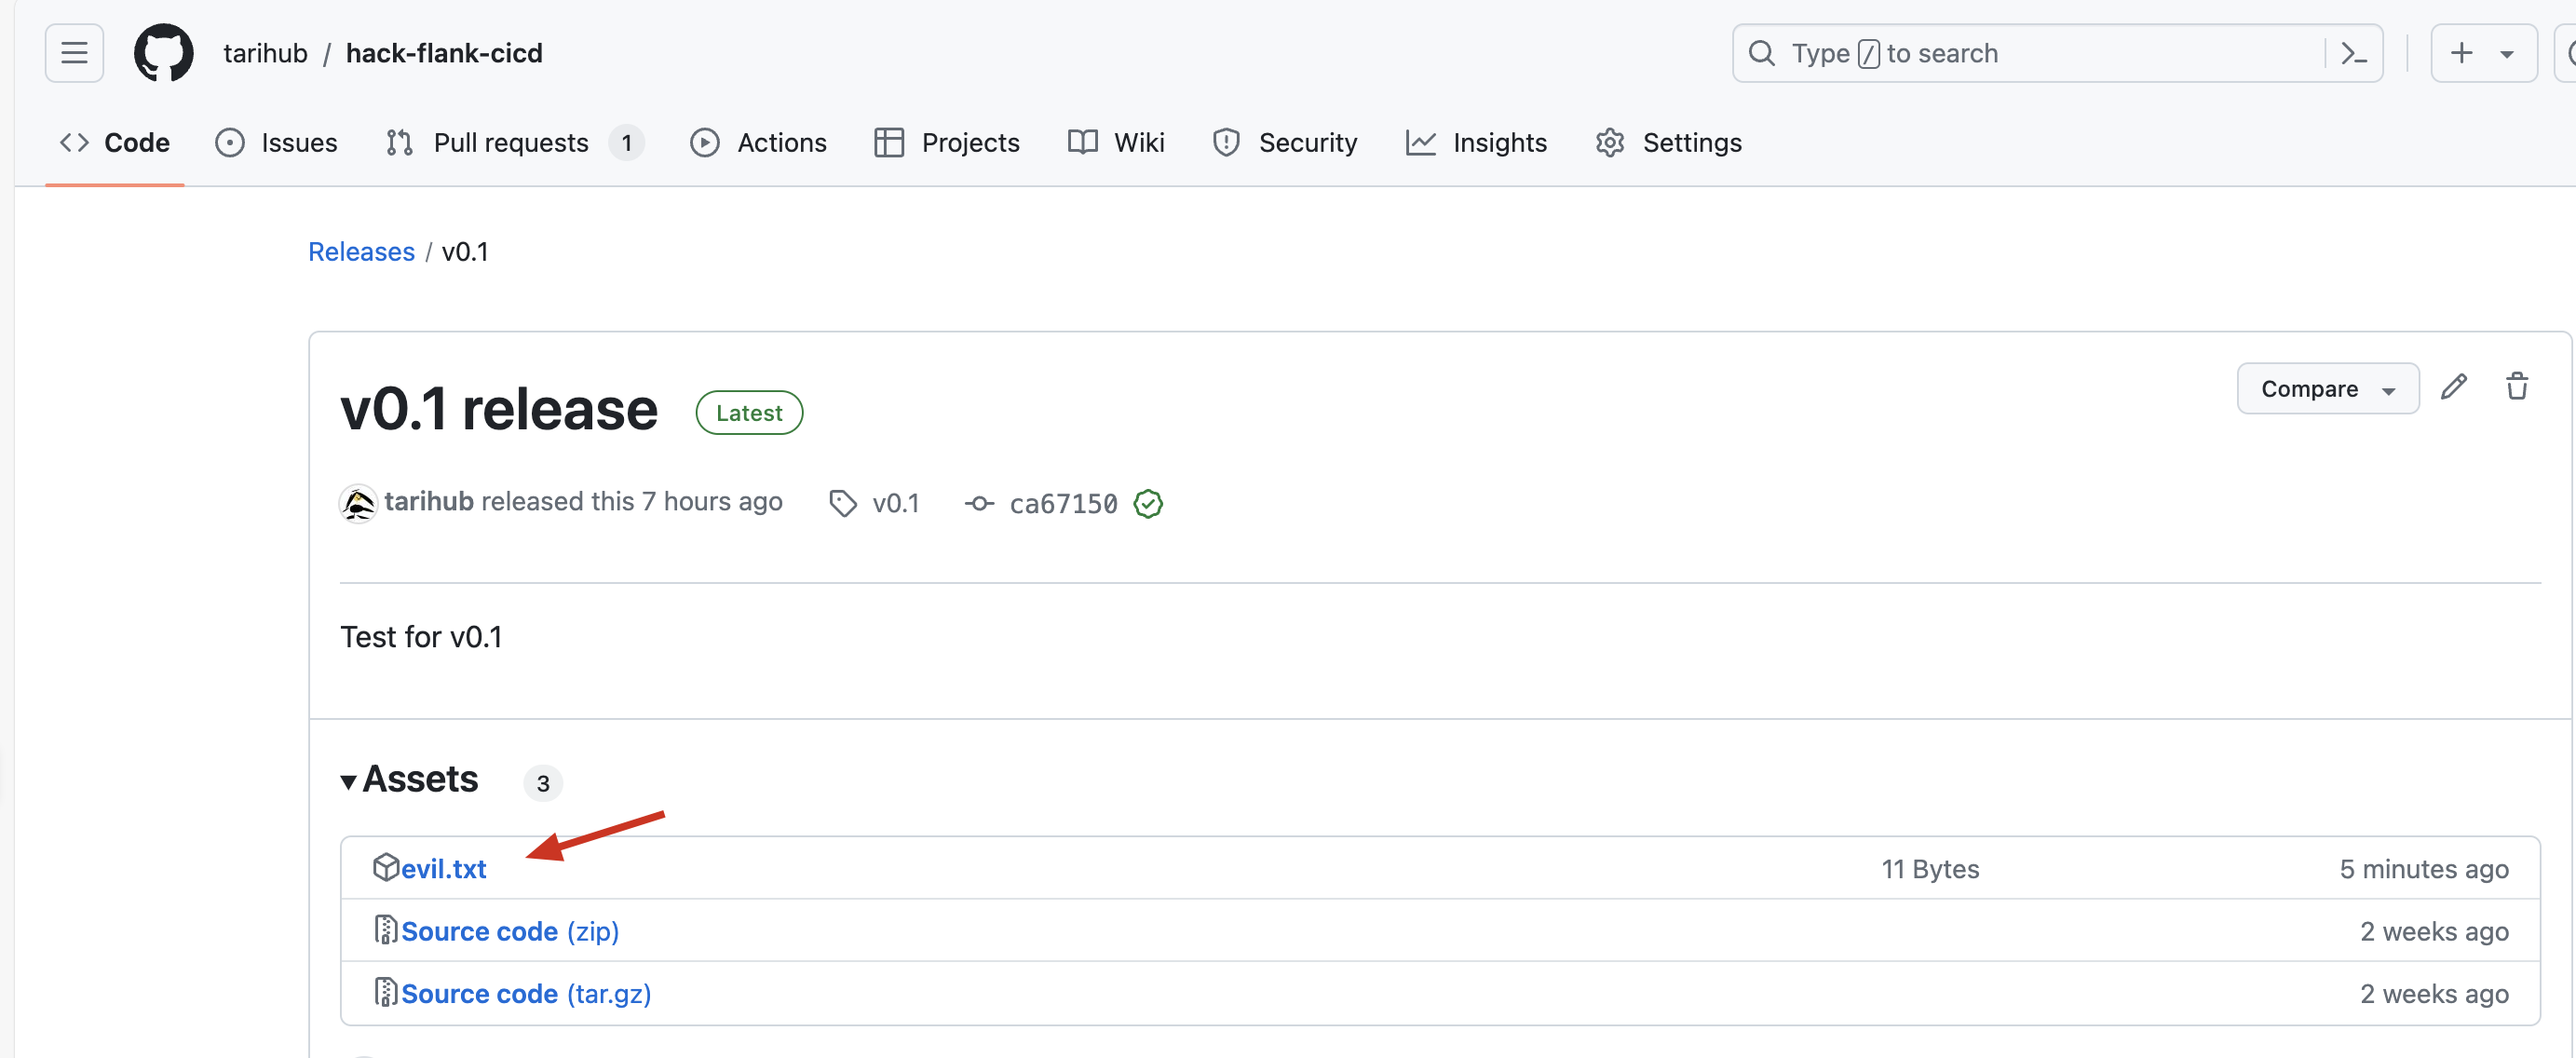 tarihub / hack-flank-cicd
Type / to search
Code Issues Pull requests 1 Actions Projects Wiki Security Insights Settings
Releases / v0.1
v0.1 release Latest
Compare
tarihub released this 7 hours ago v0.1 ca67150
Test for v0.1
Assets 3
evil.txt 11 Bytes 5 minutes ago
Source code (zip) 2 weeks ago
Source code (tar.gz) 2 weeks ago